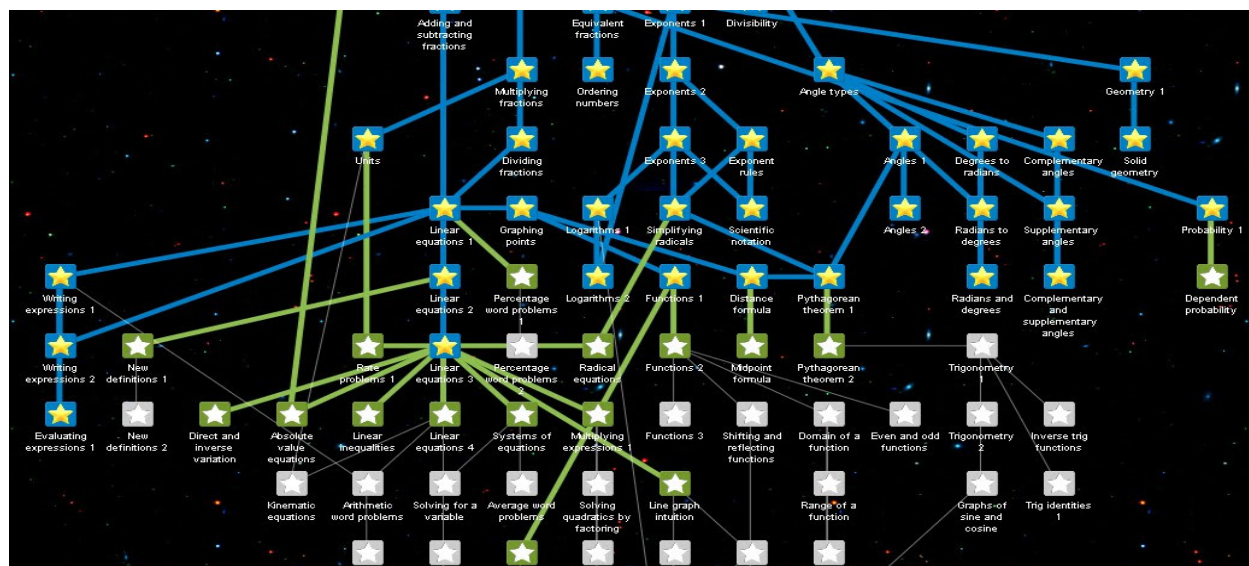 Adding and
subtracting
fractions
Equivalent
fractions
Exponents 1
Divisibility
Multiplying
fractions
Ordering
numbers
Exponents 2
Angle types
Geometry 1
Units
Dividing
fractions
Exponents 3
Exponent
rules
Angles 1
Degrees to
radians
Complementary
angles
Solid
geometry
Linear
equations 1
Graphing
points
Logarithms 1
Simplifying
radicals
Scientific
notation
Angles 2
Radians to
degrees
Supplementary
angles
Probability 1
Writing
expressions 1
Linear
equations 2
Percentage
word problems
1
Logarithms 2
Functions 1
Distance
formula
Pythagorean
theorem 1
Radians and
degrees
Complementary
and
supplementary
angles
Dependent
probability
Writing
expressions 2
New
definitions 1
Rate
problems 1
Linear
equations 3
Percentage
word problems
2
Radical
equations
Functions 2
Midpoint
formula
Pythagorean
theorem 2
Trigonometry
1
Evaluating
expressions 1
New
definitions 2
Direct and
inverse
variation
Absolute
value
equations
Linear
inequalities
Linear
equations 4
Systems of
equations
Multiplying
expressions 1
Functions 3
Shifting and
reflecting
functions
Domain of a
function
Even and odd
functions
Trigonometry
2
Inverse trig
functions
Kinematic
equations
Arithmetic
word problems
Solving for a
variable
Average word
problems
Solving
quadratics by
factoring
Line graph
intuition
Range of a
function
Graphs of
sine and
cosine
Trig identities
1